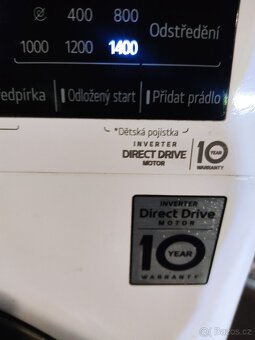 400 800
Odstředění
1000 1200 1400
ředpírka Odložený start Přidat prádlo
*Dětská pojistka
INVERTER
DIRECT DRIVE
MOTOR
10 YEAR
WARRANTY
INVERTER
Direct Drive
MOTOR
10 YEAR
WARRANTY
sbazos.cz